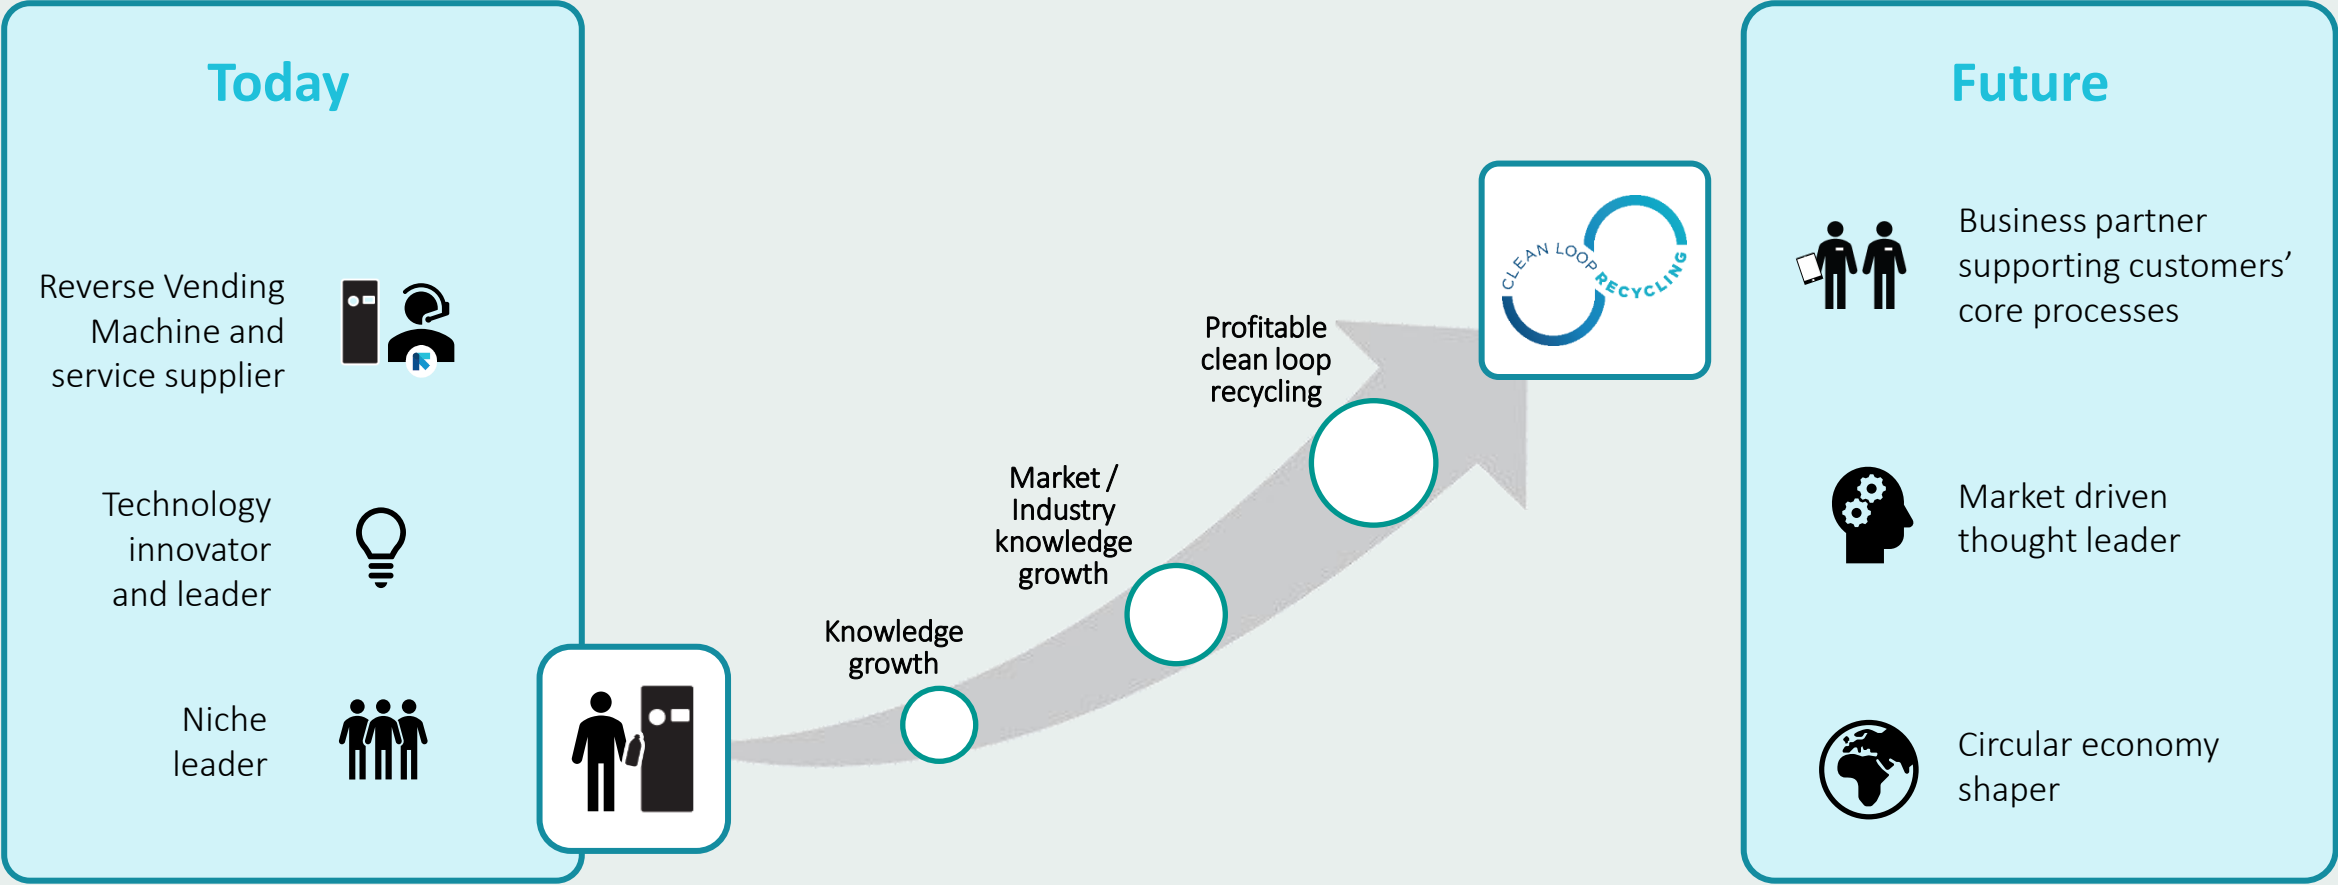 Today
Reverse Vending
Machine and
service supplier
Technology
innovator
and leader
Niche
leader
Knowledge
growth
Market /
Industry
knowledge
growth
Profitable
clean loop
recycling
CLEAN LOOP
RECYCLING
Future
Business partner
supporting customers’
core processes
Market driven
thought leader
Circular economy
shaper